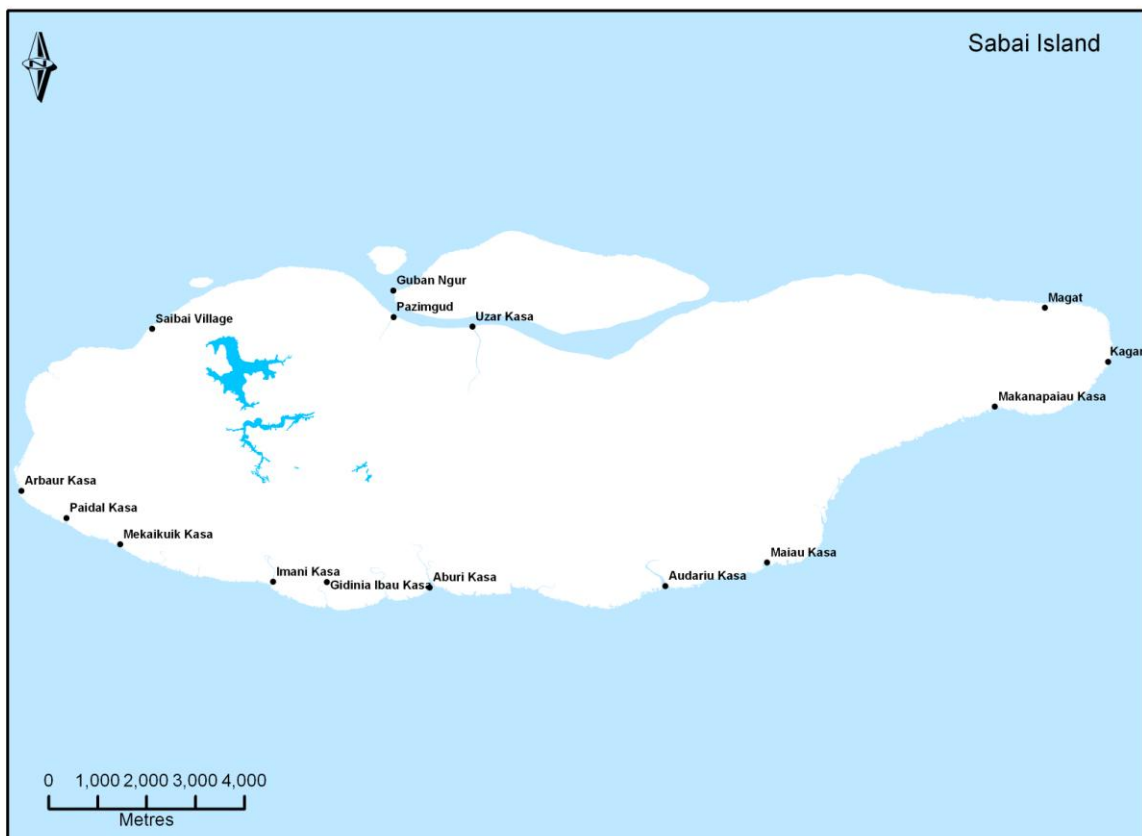 Sabai Island
N
Guban Ngur
Pazimgud
Uzar Kasa
Saibai Village
Magat
Kagar
Makanapaiau Kasa
Arbaur Kasa
Paidal Kasa
Mekaikuik Kasa
Imani Kasa
Gidinia Ibau Kasa
Aburi Kasa
Audariu Kasa
Maiau Kasa
0 1,000 2,000 3,000 4,000
Metres